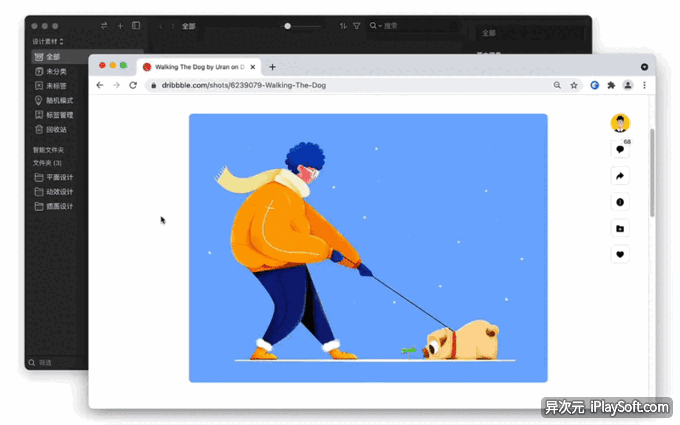 全部
搜索
全部
设计素材
全部
未分类
未标签
随机模式
标签管理
回收站
智能文件夹
文件夹 (3)
平面设计
动效设计
插画设计
筛选
Walking The Dog by Uran on D
dribbble.com/shots/6239079-Walking-The-Dog
68
异次元 iPlaySoft.com